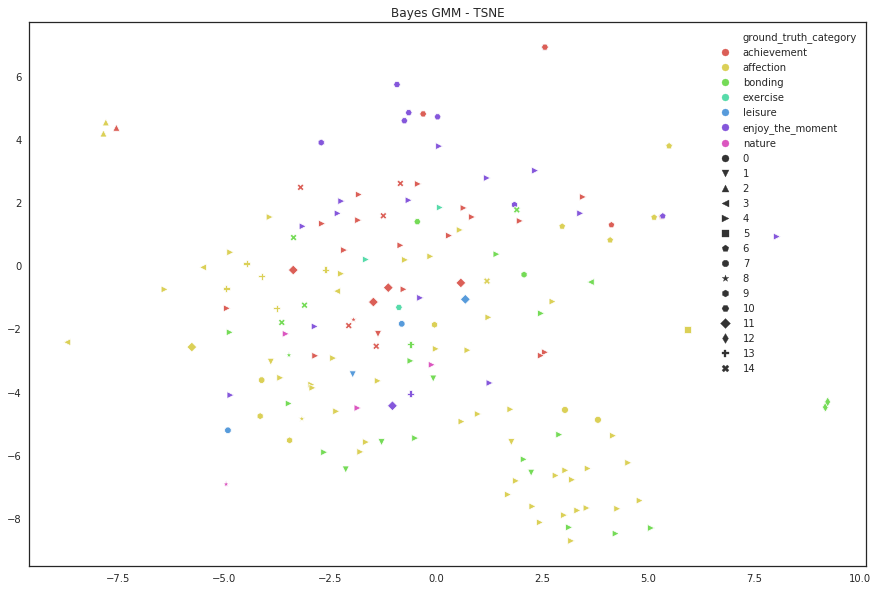 Bayes GMM - TSNE
ground_truth_category
achievement
affection
bonding
exercise
leisure
enjoy_the_moment
nature
0
1
2
3
4
5
6
7
8
9
10
11
12
13
14
6
4
2
0
−2
−4
−6
−8
−7.5 −5.0 −2.5 0.0 2.5 5.0 7.5 10.0